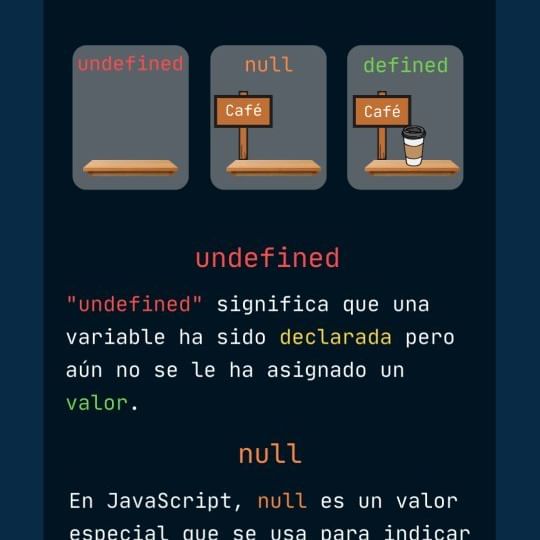 undefined
null
defined
Café
Café
undefined
"undefined" significa que una
variable ha sido declarada pero
aún no se le ha asignado un
valor.
null
En JavaScript, null es un valor
especial que se usa para indicar